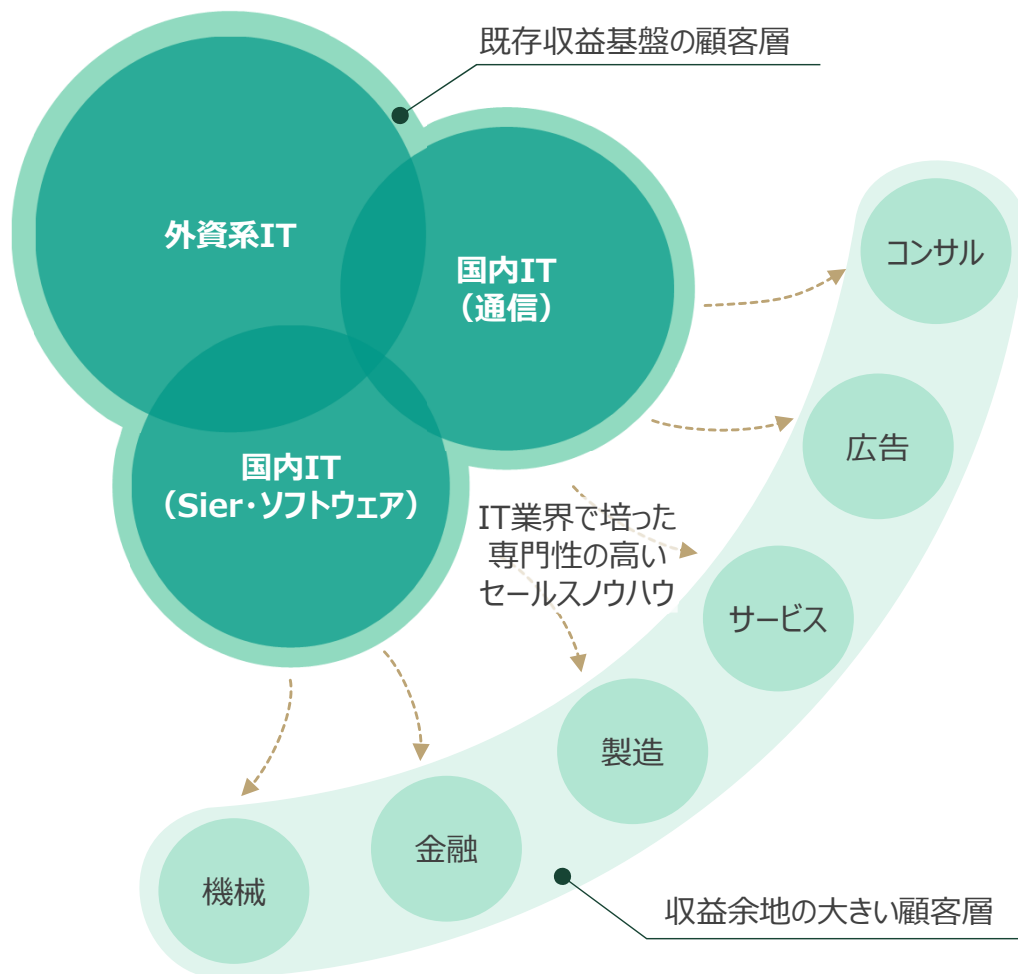 既存収益基盤の顧客層
外資系IT
国内IT
（通信）
コンサル
広告
国内IT
（Sier・ソフトウェア）
IT業界で培った
専門性の高い
セールスノウハウ
サービス
製造
金融
機械
収益余地の大きい顧客層